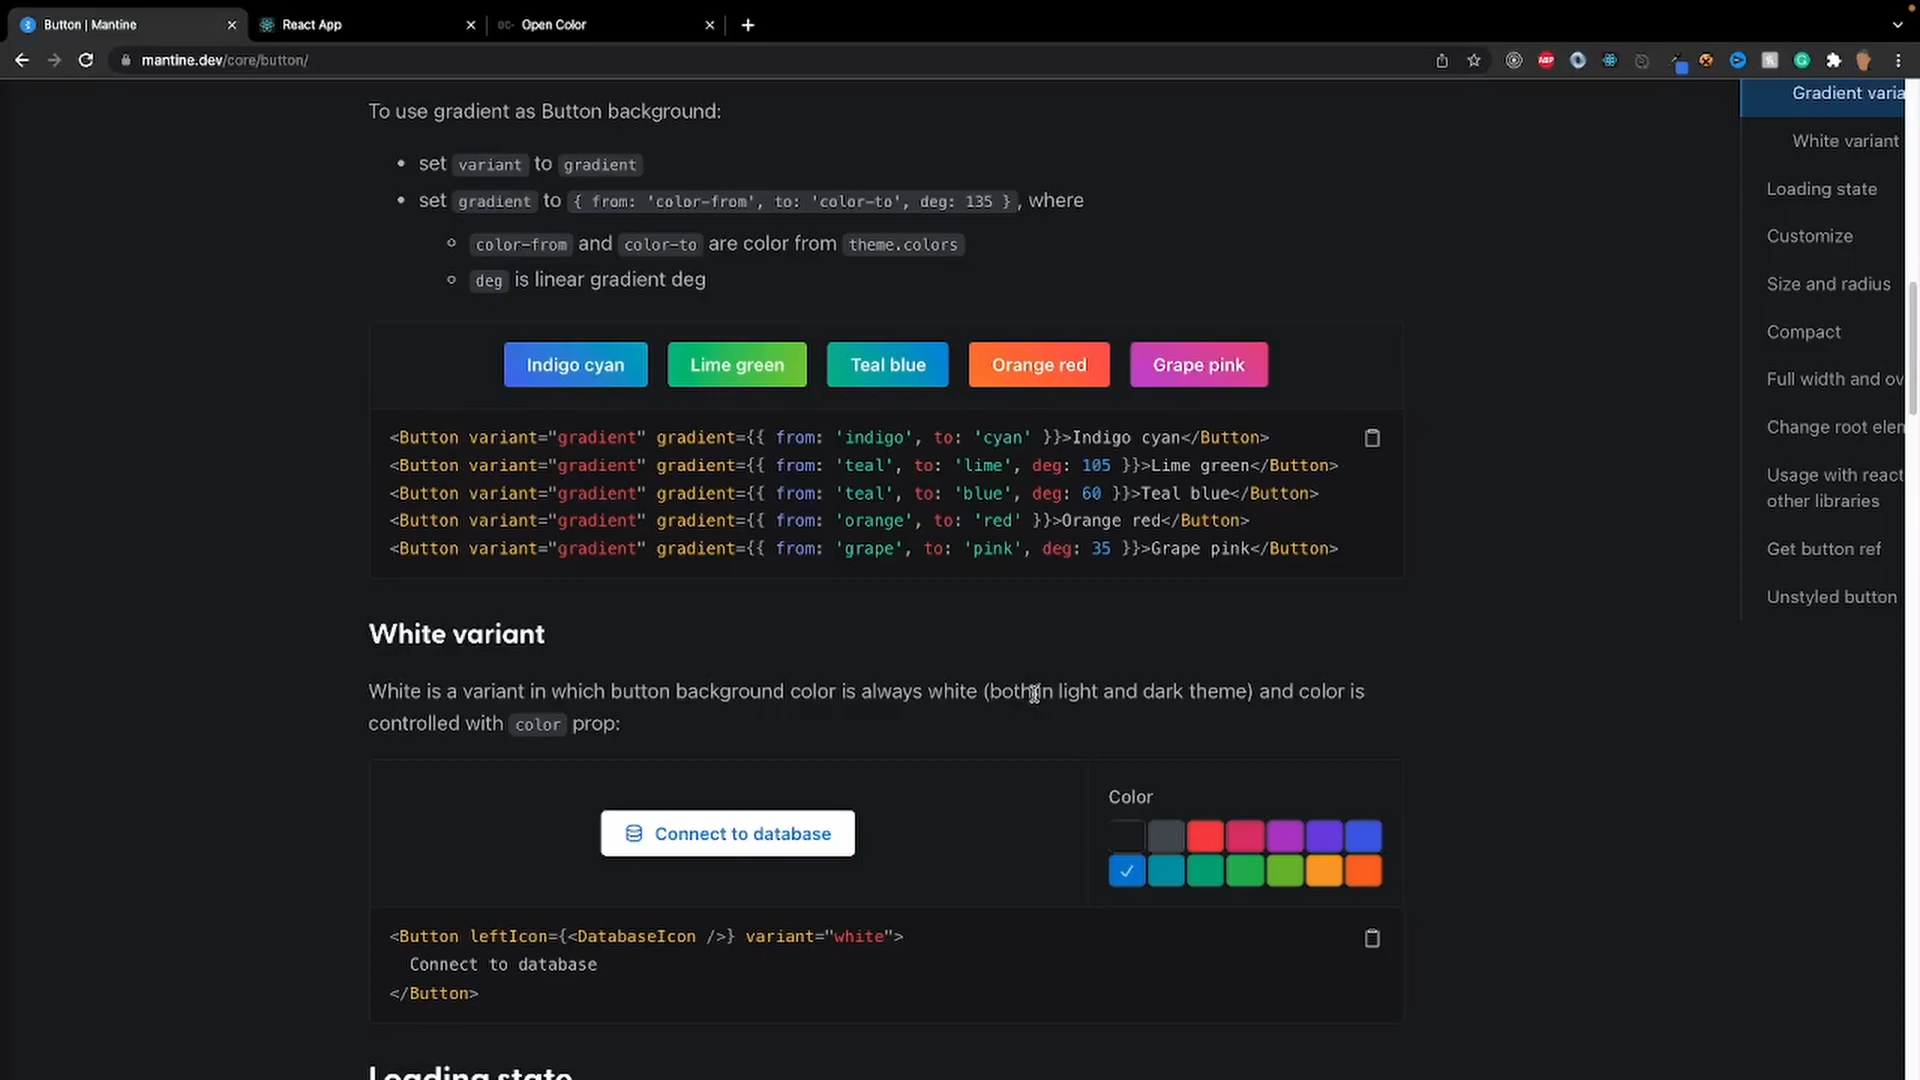 Button | Mantine
React App
Open Color
mantine.dev/core/button/
ABP
To use gradient as Button background:
• set variant to gradient
• set gradient to { from: 'color-from', to: 'color-to', deg: 135 }, where
color-from and color-to are color from theme.colors
deg is linear gradient deg
Indigo cyan
Lime green
Teal blue
Orange red
Grape pink
<Button variant="gradient" gradient={{ from: 'indigo', to: 'cyan' }}>Indigo cyan</Button>
<Button variant="gradient" gradient={{ from: 'teal', to: 'lime', deg: 105 }}>Lime green</Button>
<Button variant="gradient" gradient={{ from: 'teal', to: 'blue', deg: 60 }}>Teal blue</Button>
<Button variant="gradient" gradient={{ from: 'orange', to: 'red' }}>Orange red</Button>
<Button variant="gradient" gradient={{ from: 'grape', to: 'pink', deg: 35 }}>Grape pink</Button>
White variant
White is a variant in which button background color is always white (both in light and dark theme) and color is
controlled with color prop:
Connect to database
Color
<Button leftIcon={<DatabaseIcon />} variant="white">
Connect to database
</Button>
Loading state
Gradient varia
White variant
Loading state
Customize
Size and radius
Compact
Full width and ov
Change root elen
Usage with react
other libraries
Get button ref
Unstyled button